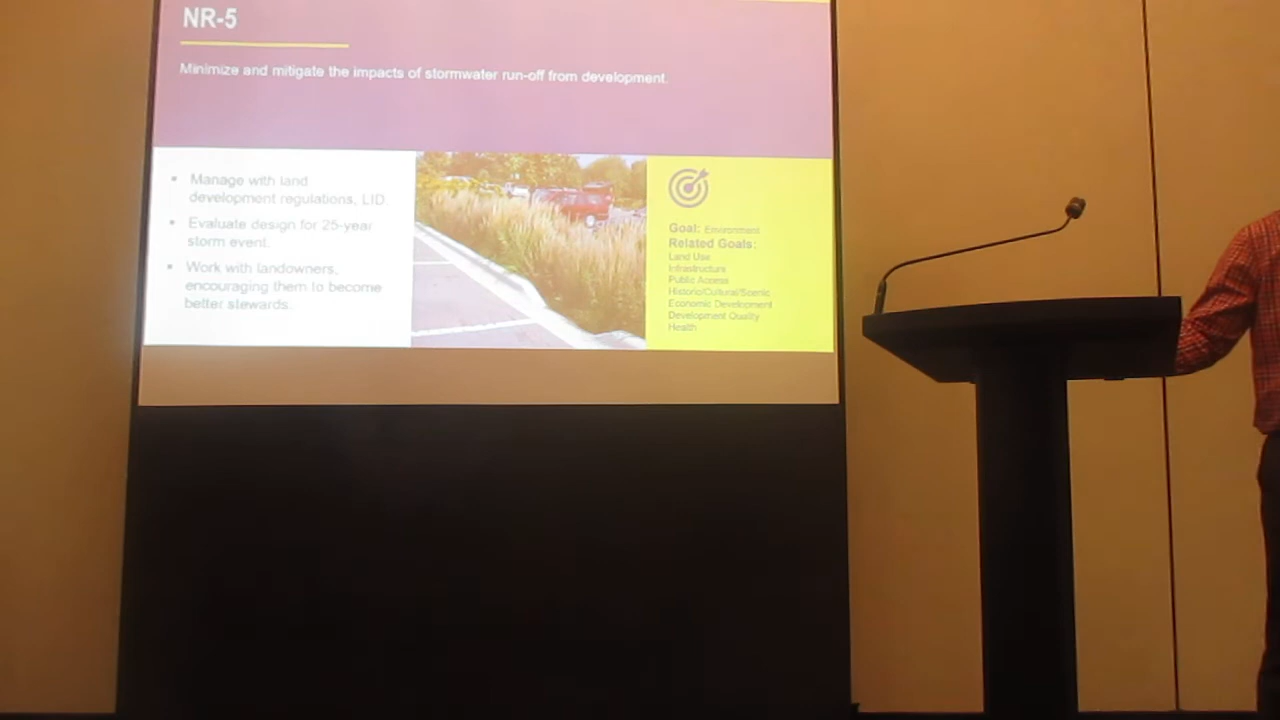 NR-5
Minimize and mitigate the impacts of stormwater run-off from development.
• Manage with land
development regulations, LID.
• Evaluate design for 25-year
storm event.
• Work with landowners,
encouraging them to become
better stewards.
Goal: Environment
Related Goals:
Land Use
Infrastructure
Public Access
Historic/Cultural/Scenic
Economic Development
Development Quality
Health